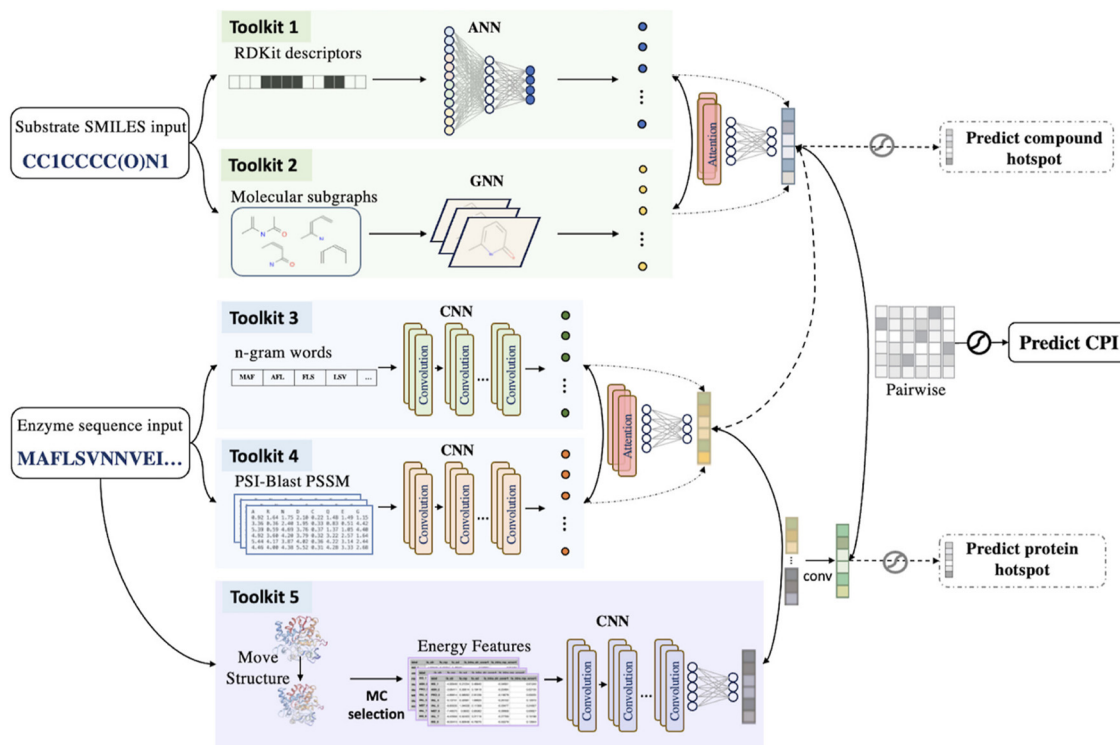 Toolkit 1
RDKit descriptors
ANN
Substrate SMILES input
CC1CCCC(O)N1
Toolkit 2
Molecular subgraphs
GNN
Attention
Predict compound
hotspot
Toolkit 3
n-gram words
MAF AFL FLS LSV ...
CNN
Convolution Convolution ... Convolution
Enzyme sequence input
MAFLSVNNVEI...
Toolkit 4
PSI-Blast PSSM
CNN
Convolution Convolution ... Convolution
Attention
Pairwise
Predict CPI
conv
Predict protein
hotspot
Toolkit 5
Move
Structure
MC
selection
Energy Features
CNN
Convolution Convolution ... Convolution